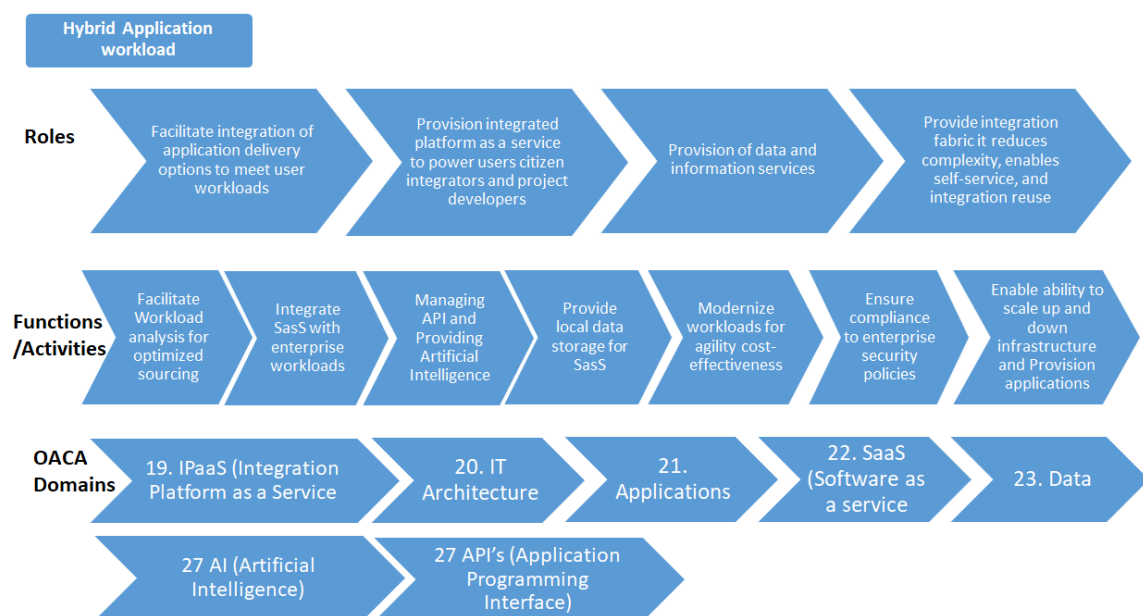 Hybrid Application
workload
Roles
Facilitate integration of
application delivery
options to meet user
workloads
Provision integrated
platform as a service
to power users citizen
integrators and project
developers
Provision of data and
information services
Provide integration
fabric it reduces
complexity, enables
self-service, and
integration reuse
Functions
/Activities
Facilitate
Workload
analysis for
optimized
sourcing
Integrate
SasS with
enterprise
workloads
Managing
API and
Providing
Artificial
Intelligence
Provide
local data
storage for
SasS
Modernize
workloads for
agility cost-
effectiveness
Ensure
compliance
to enterprise
security
policies
Enable ability to
scale up and
down
infrastructure
and Provision
applications
OACA
Domains
19. IPaaS (Integration
Platform as a Service
20. IT
Architecture
21.
Applications
22. SaaS
(Software as
a service
23. Data
27 AI (Artificial
Intelligence)
27 API's (Application
Programming
Interface)